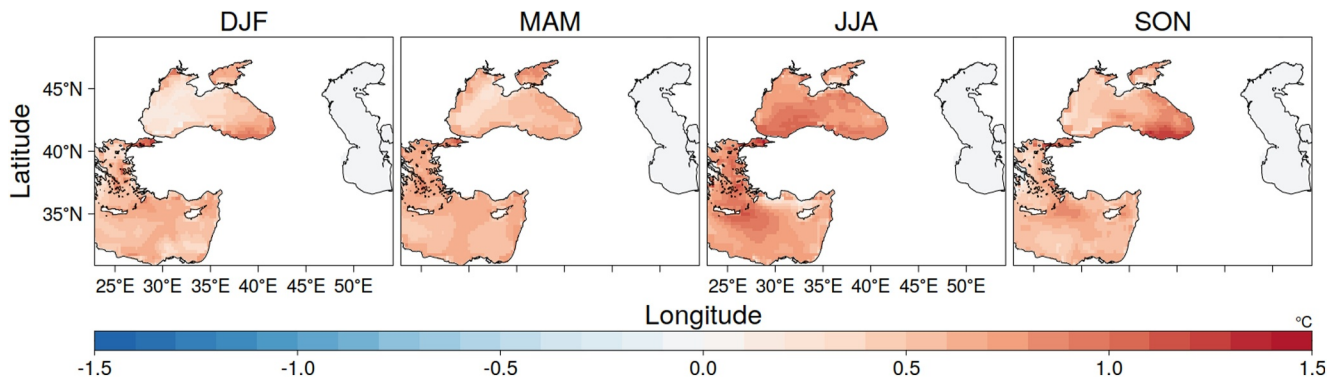 DJF MAM JJA SON
Latitude
45°N
40°N
35°N
25°E 30°E 35°E 40°E 45°E 50°E 25°E 30°E 35°E 40°E 45°E 50°E
Longitude
°C
-1.5 -1.0 -0.5 0.0 0.5 1.0 1.5